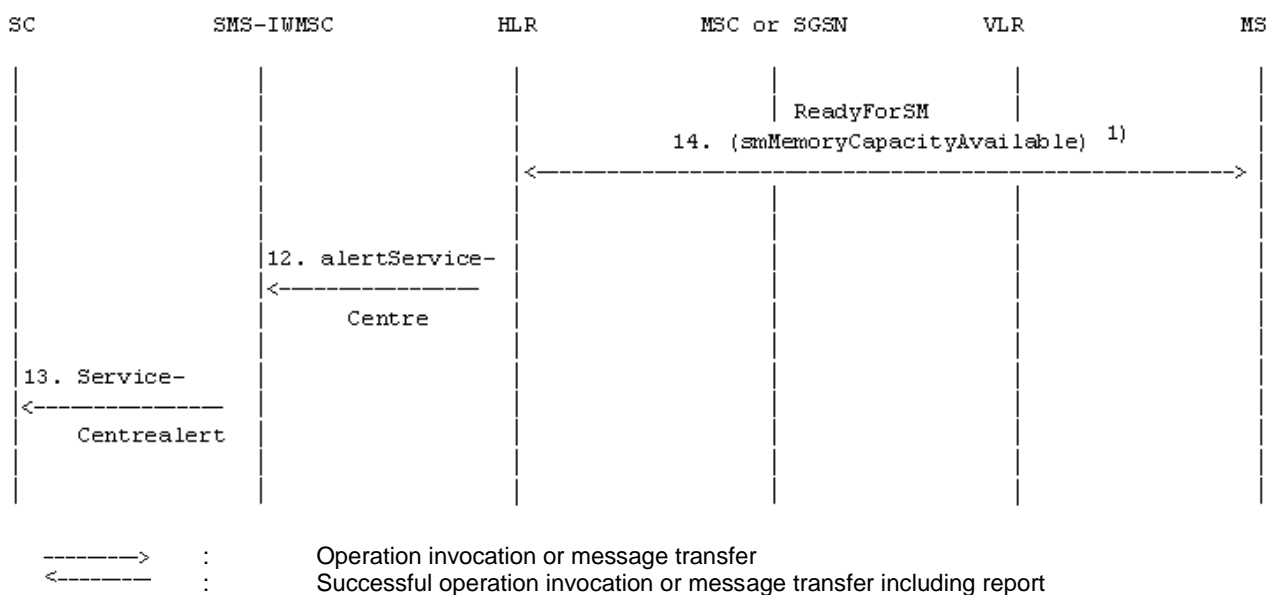 SC SMS-IWMSC HLR MSC or SGSN VLR MS
ReadyForSM
14. (smMemoryCapacityAvailable) 1)
12. alertService-
Centre
13. Service-
Centrealert
: Operation invocation or message transfer
: Successful operation invocation or message transfer including report